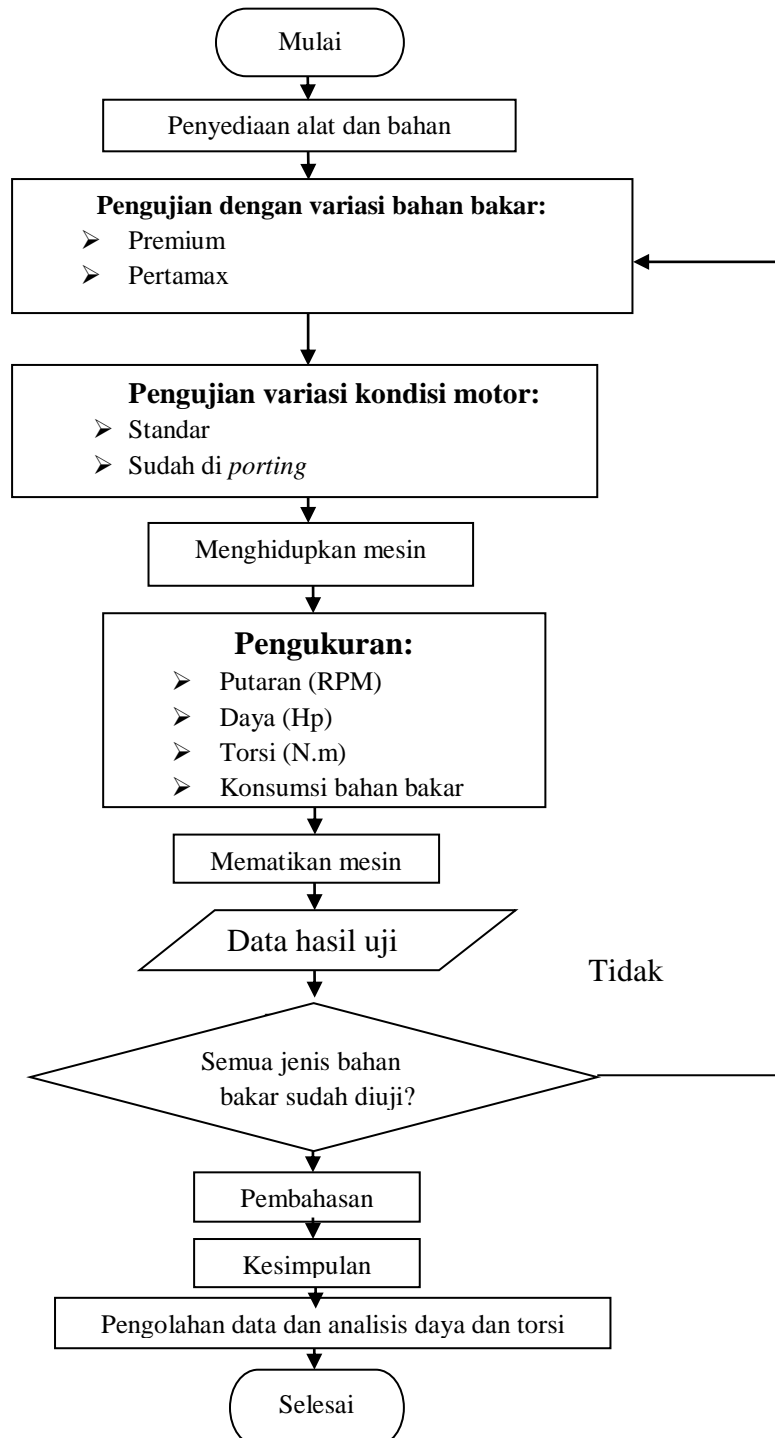 Mulai
Penyediaan alat dan bahan
Pengujian dengan variasi bahan bakar:
➢ Premium
➢ Pertamax
Pengujian variasi kondisi motor:
➢ Standar
➢ Sudah di porting
Menghidupkan mesin
Pengukuran:
➢ Putaran (RPM)
➢ Daya (Hp)
➢ Torsi (N.m)
➢ Konsumsi bahan bakar
Mematikan mesin
Data hasil uji
Tidak
Semua jenis bahan
bakar sudah diuji?
Pembahasan
Kesimpulan
Pengolahan data dan analisis daya dan torsi
Selesai